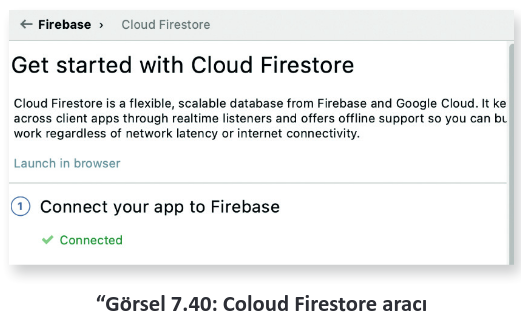 ← Firebase › Cloud Firestore
Get started with Cloud Firestore
Cloud Firestore is a flexible, scalable database from Firebase and Google Cloud. It ke
across client apps through realtime listeners and offers offline support so you can bu
work regardless of network latency or internet connectivity.
Launch in browser
1 Connect your app to Firebase
✔ Connected
“Görsel 7.40: Coloud Firestore aracı